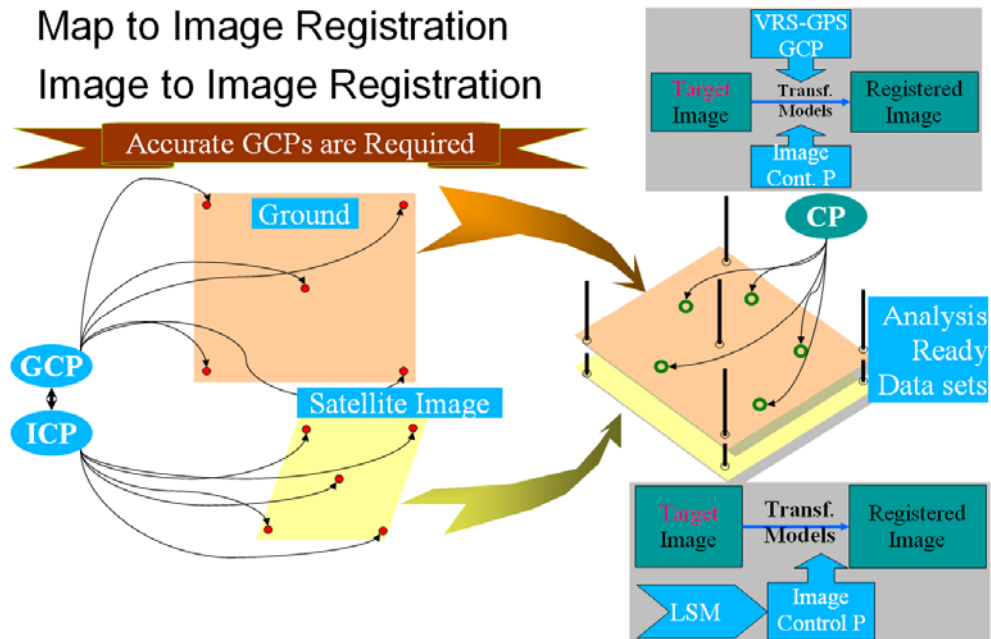 Map to Image Registration
Image to Image Registration
Accurate GCPs are Required
VRS-GPS
GCP
Target
Image
Transf.
Models
Registered
Image
Image
Cont. P
Ground
CP
GCP
ICP
Satellite Image
Analysis
Ready
Data sets
Target
Image
Transf.
Models
Registered
Image
LSM
Image
Control P